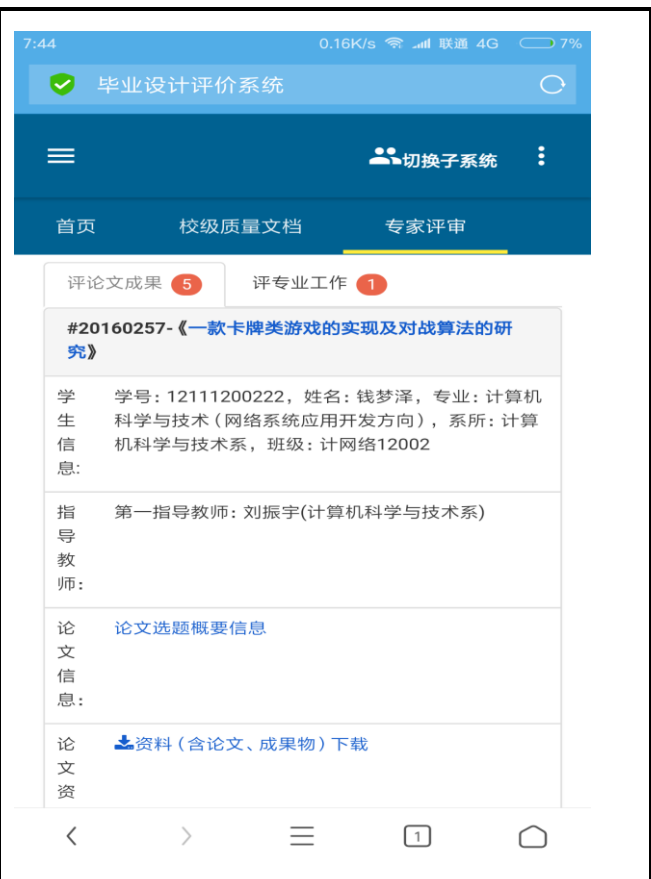 7:44 0.16K/s 联通 4G 7%
毕业设计评价系统
切换子系统
首页 校级质量文档 专家评审
评论文成果 5 评专业工作 1
#20160257-《一款卡牌类游戏的实现及对战算法的研
究》
学 学号: 12111200222, 姓名: 钱梦泽, 专业: 计算机
生 科学与技术 (网络系统应用开发方向) , 系所: 计算
信 机科学与技术系, 班级: 计网络12002
息:
指 第一指导教师: 刘振宇(计算机科学与技术系)
导
教
师:
论 论文选题概要信息
文
信
息:
论 资料 (含论文、成果物) 下载
文
资
1